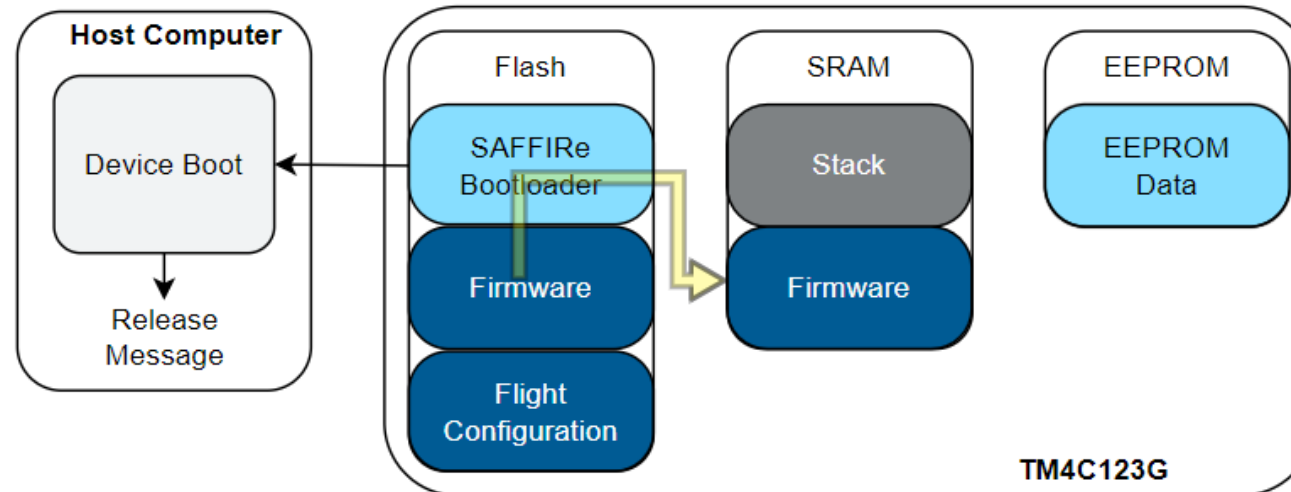 Host Computer
Device Boot
Release
Message
Flash
SAFFIRe
Bootloader
Firmware
Flight
Configuration
SRAM
Stack
Firmware
EEPROM
EEPROM
Data
TM4C123G